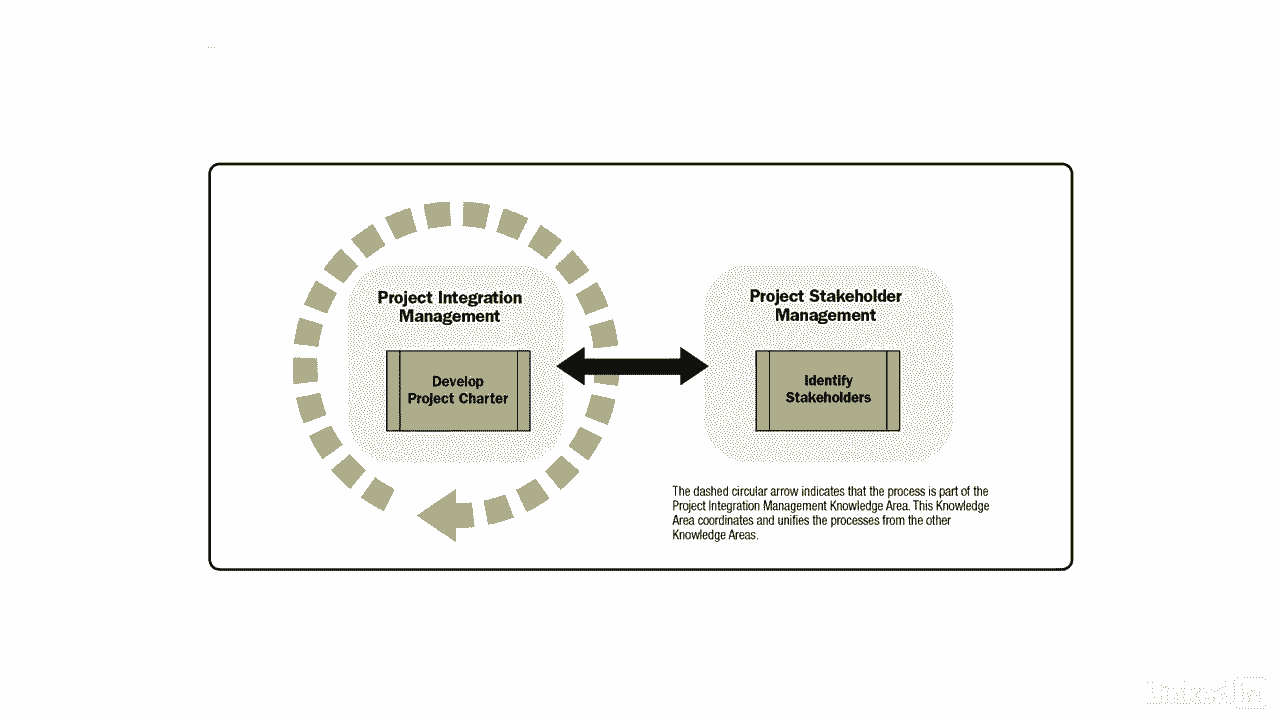 Project Integration
Management
Develop
Project Charter
Project Stakeholder
Management
Identify
Stakeholders
The dashed circular arrow indicates that the process is part of the
Project Integration Management Knowledge Area. This Knowledge
Area coordinates and unifies the processes from the other
Knowledge Areas.
Linked in